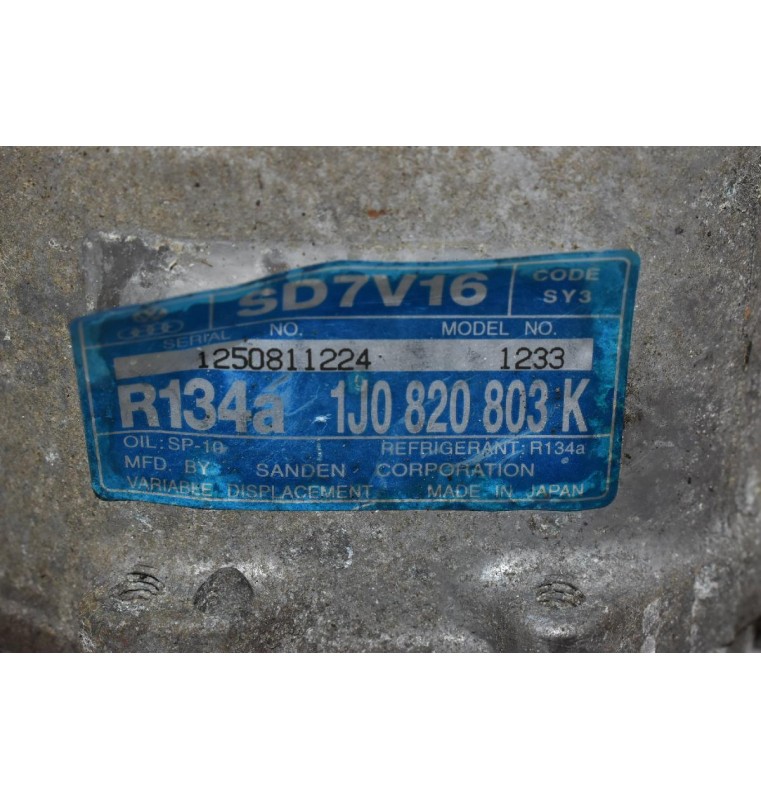 SD7V16
CODE
SY3
SERIAL NO. MODEL NO.
1250811224 1233
R134a 1J0 820 803 K
OIL: SP-10 REFRIGERANT: R134a
MFD. BY: SANDEN CORPORATION
VARIABLE DISPLACEMENT MADE IN JAPAN